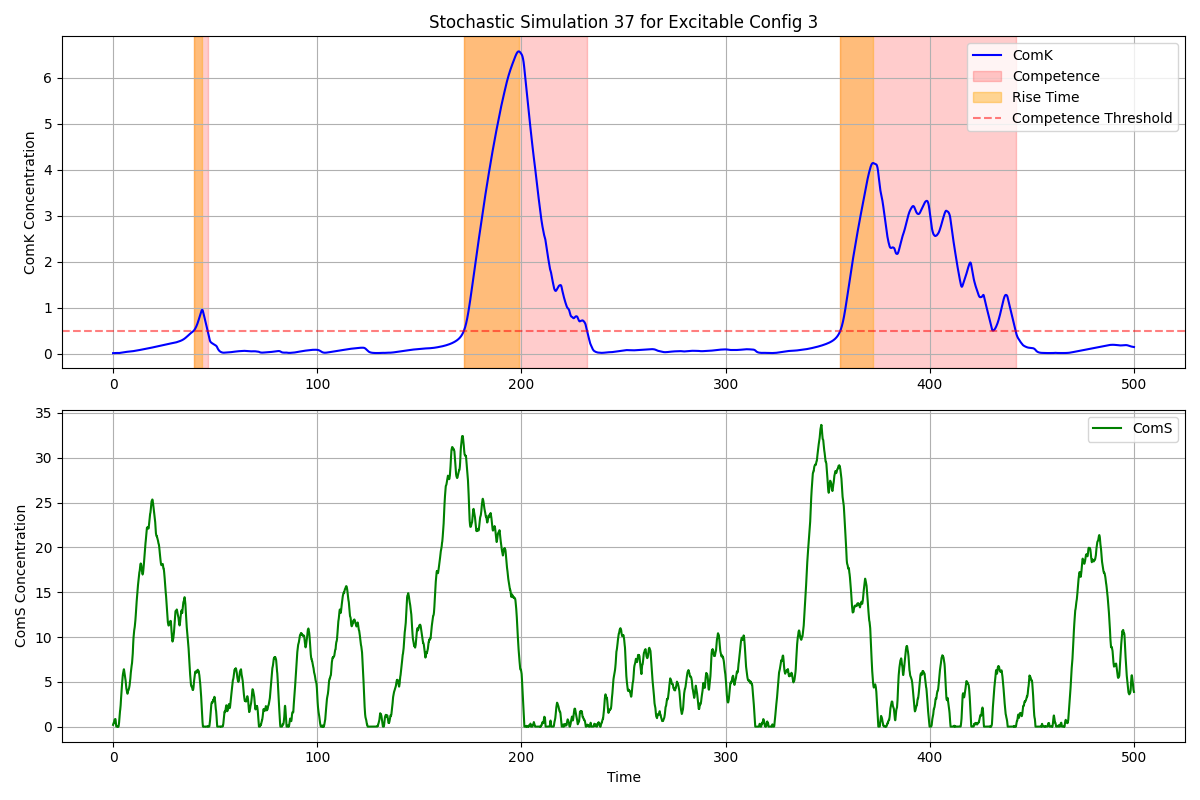 Stochastic Simulation 37 for Excitable Config 3
ComK Concentration
6
5
4
3
2
1
0
0 100 200 300 400 500
ComK
Competence
Rise Time
Competence Threshold
ComS Concentration
35
30
25
20
15
10
5
0
0 100 200 300 400 500
ComS
Time